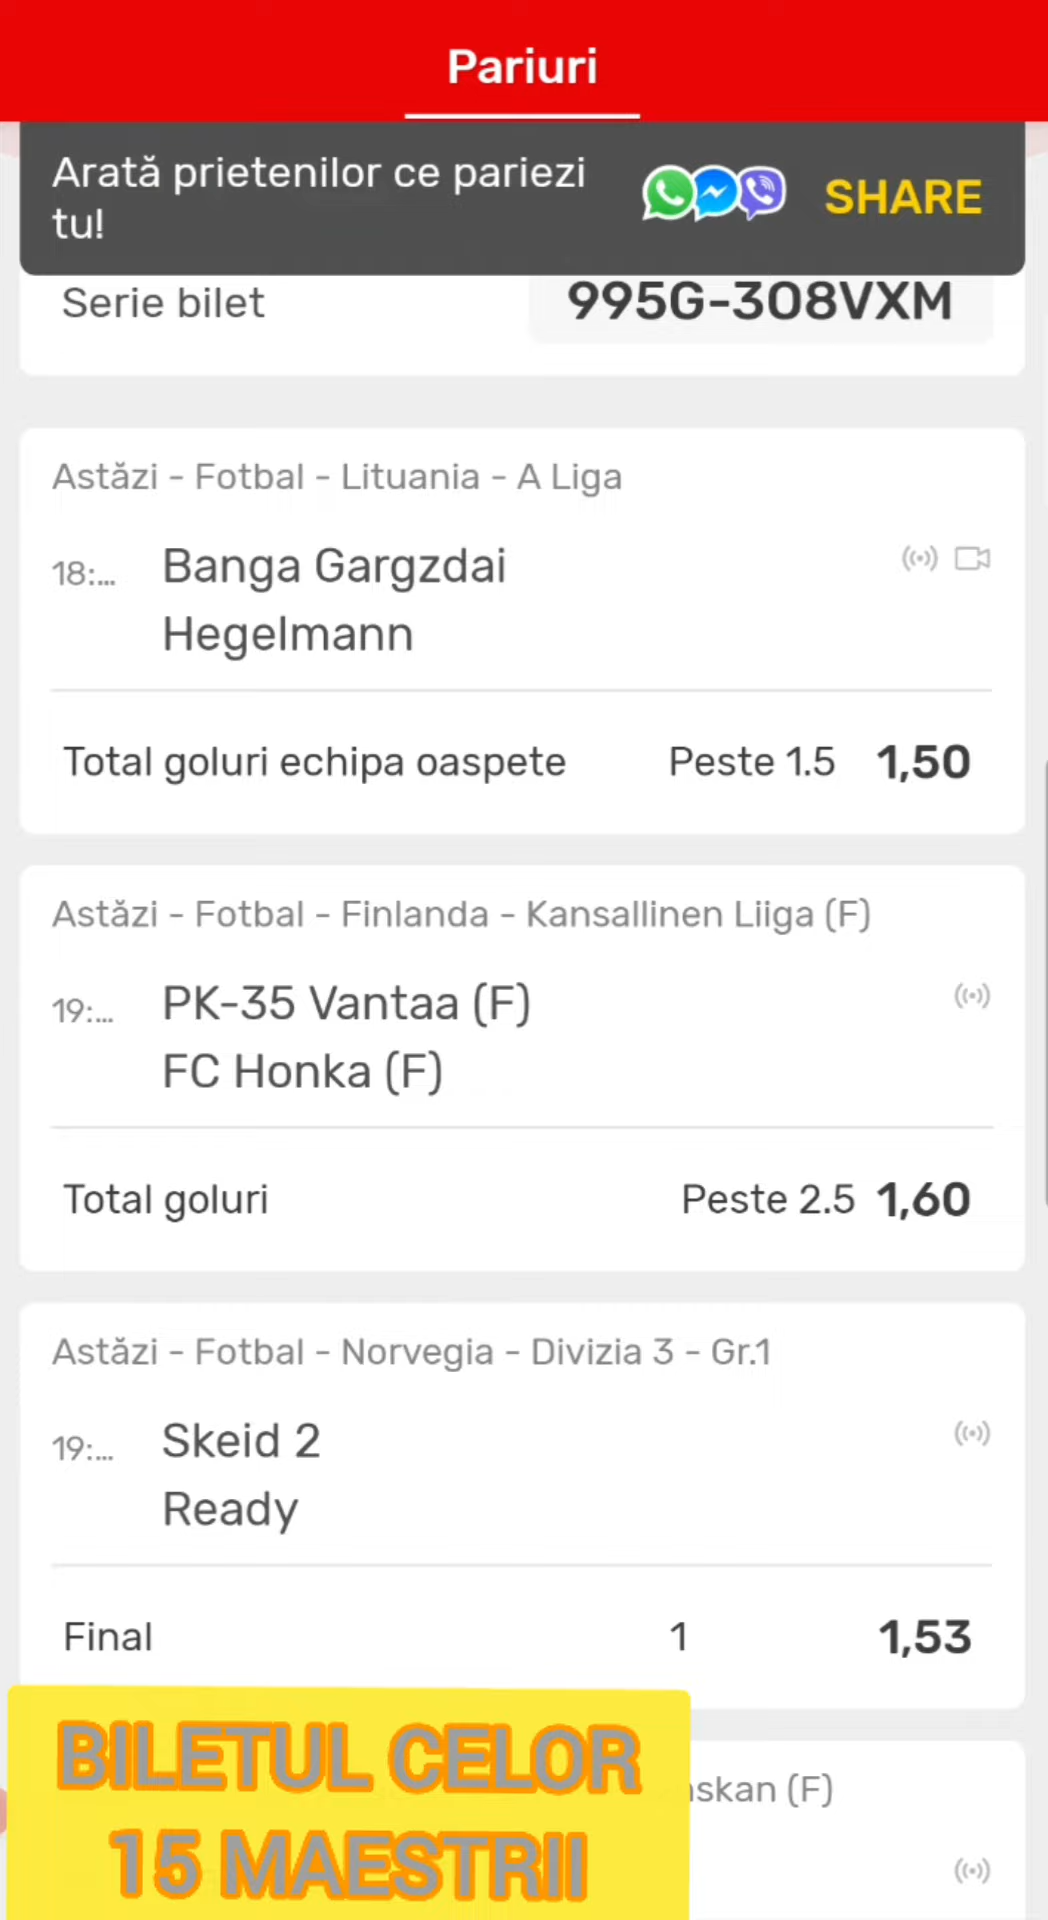 Pariuri
Arată prietenilor ce pariezi
tu!
SHARE
Serie bilet 995G-308VXM
Astăzi - Fotbal - Lituania - A Liga
18:... Banga Gargzdai
Hegelmann
Total goluri echipa oaspete Peste 1.5 1,50
Astăzi - Fotbal - Finlanda - Kansallinen Liiga (F)
19:... PK-35 Vantaa (F)
FC Honka (F)
Total goluri Peste 2.5 1,60
Astăzi - Fotbal - Norvegia - Divizia 3 - Gr.1
19:... Skeid 2
Ready
Final 1 1,53
BILETUL CELOR
15 MAESTRII
(F)